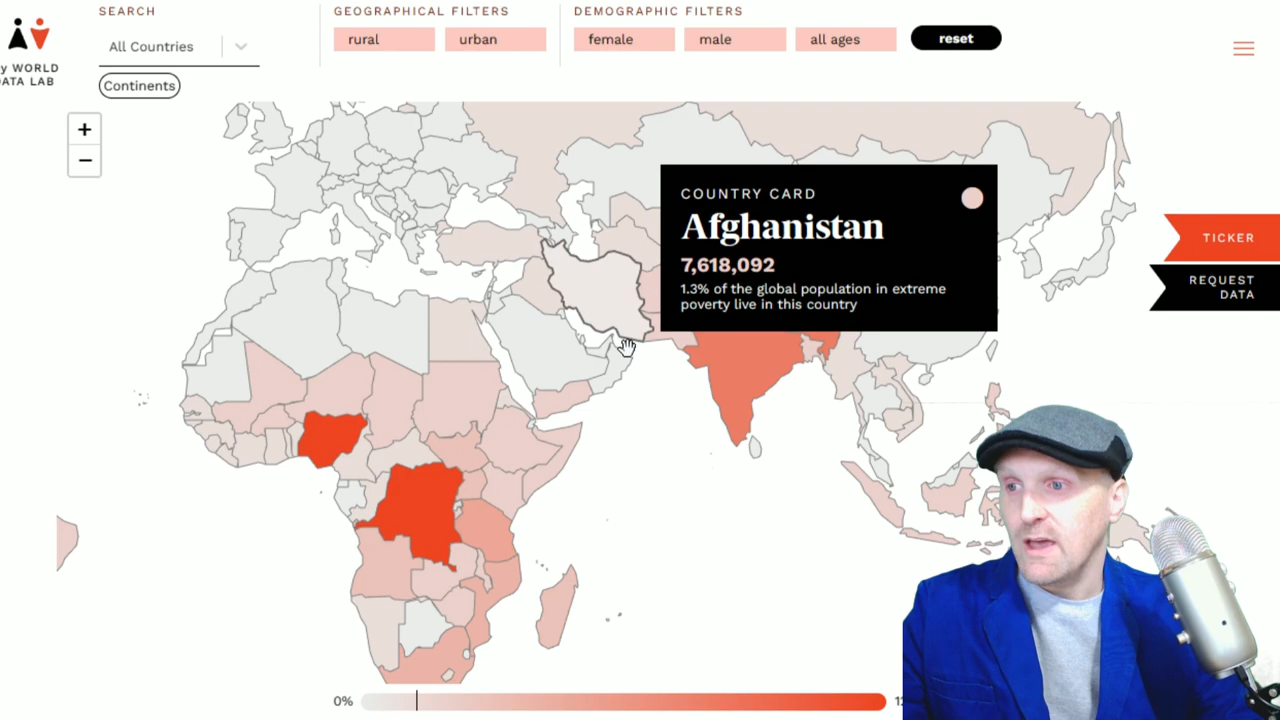 SEARCH
All Countries
Continents
GEOGRAPHICAL FILTERS
rural
urban
DEMOGRAPHIC FILTERS
female
male
all ages
reset
y WORLD
ATA LAB
+
−
COUNTRY CARD
Afghanistan
7,618,092
1.3% of the global population in extreme
poverty live in this country
TICKER
REQUEST
DATA
0%